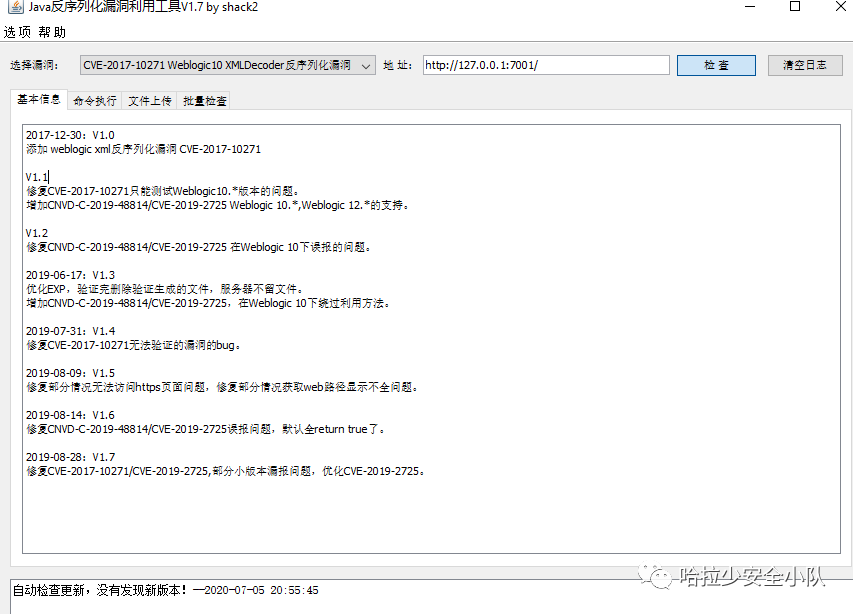 Java反序列化漏洞利用工具V1.7 by shack2
选项 帮助
选择漏洞： CVE-2017-10271 Weblogic10 XMLDecoder反序列化漏洞 地 址： http://127.0.0.1:7001/ 检 查 清空日志
基本信息 命令执行 文件上传 批量检查
2017-12-30：V1.0
添加 weblogic xml反序列化漏洞 CVE-2017-10271
V1.1
修复CVE-2017-10271只能测试Weblogic10.*版本的问题。
增加CNVD-C-2019-48814/CVE-2019-2725 Weblogic 10.*,Weblogic 12.*的支持。
V1.2
修复CNVD-C-2019-48814/CVE-2019-2725 在Weblogic 10下误报的问题。
2019-06-17：V1.3
优化EXP，验证完删除验证生成的文件，服务器不留文件。
增加CNVD-C-2019-48814/CVE-2019-2725，在Weblogic 10下绕过利用方法。
2019-07-31：V1.4
修复CVE-2017-10271无法验证的漏洞的bug。
2019-08-09：V1.5
修复部分情况无法访问https页面问题，修复部分情况获取web路径显示不全问题。
2019-08-14：V1.6
修复CNVD-C-2019-48814/CVE-2019-2725误报问题，默认全return true了。
2019-08-28：V1.7
修复CVE-2017-10271/CVE-2019-2725,部分小版本漏报问题，优化CVE-2019-2725。
自动检查更新，没有发现新版本！—2020-07-05 20:55:45
哈拉少安全小队